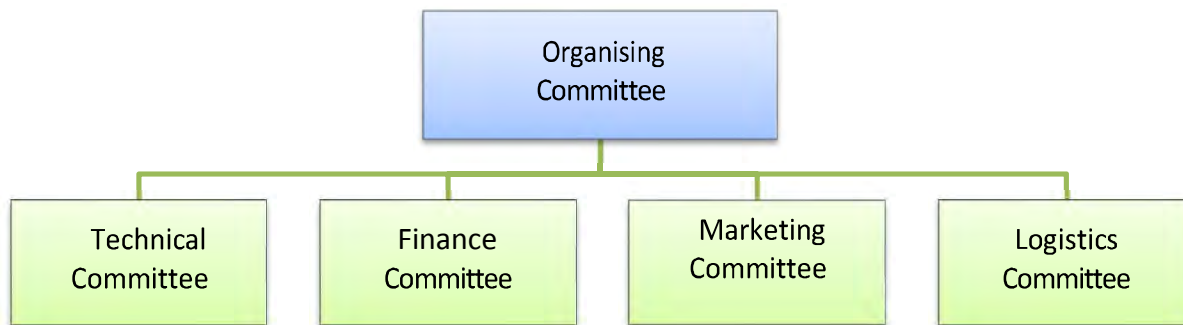 Organising
Committee
Technical
Committee
Finance
Committee
Marketing
Committee
Logistics
Committee